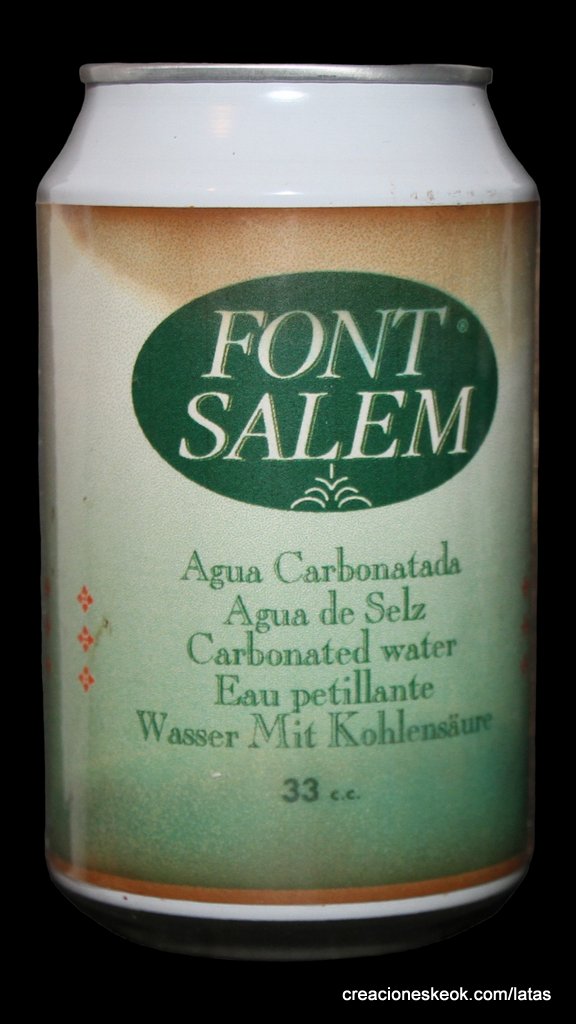 FONT ®
SALEM
Agua Carbonatada
Agua de Selz
Carbonated water
Eau petillante
Wasser Mit Kohlensäure
33 c.c.
creacioneskeok.com/latas